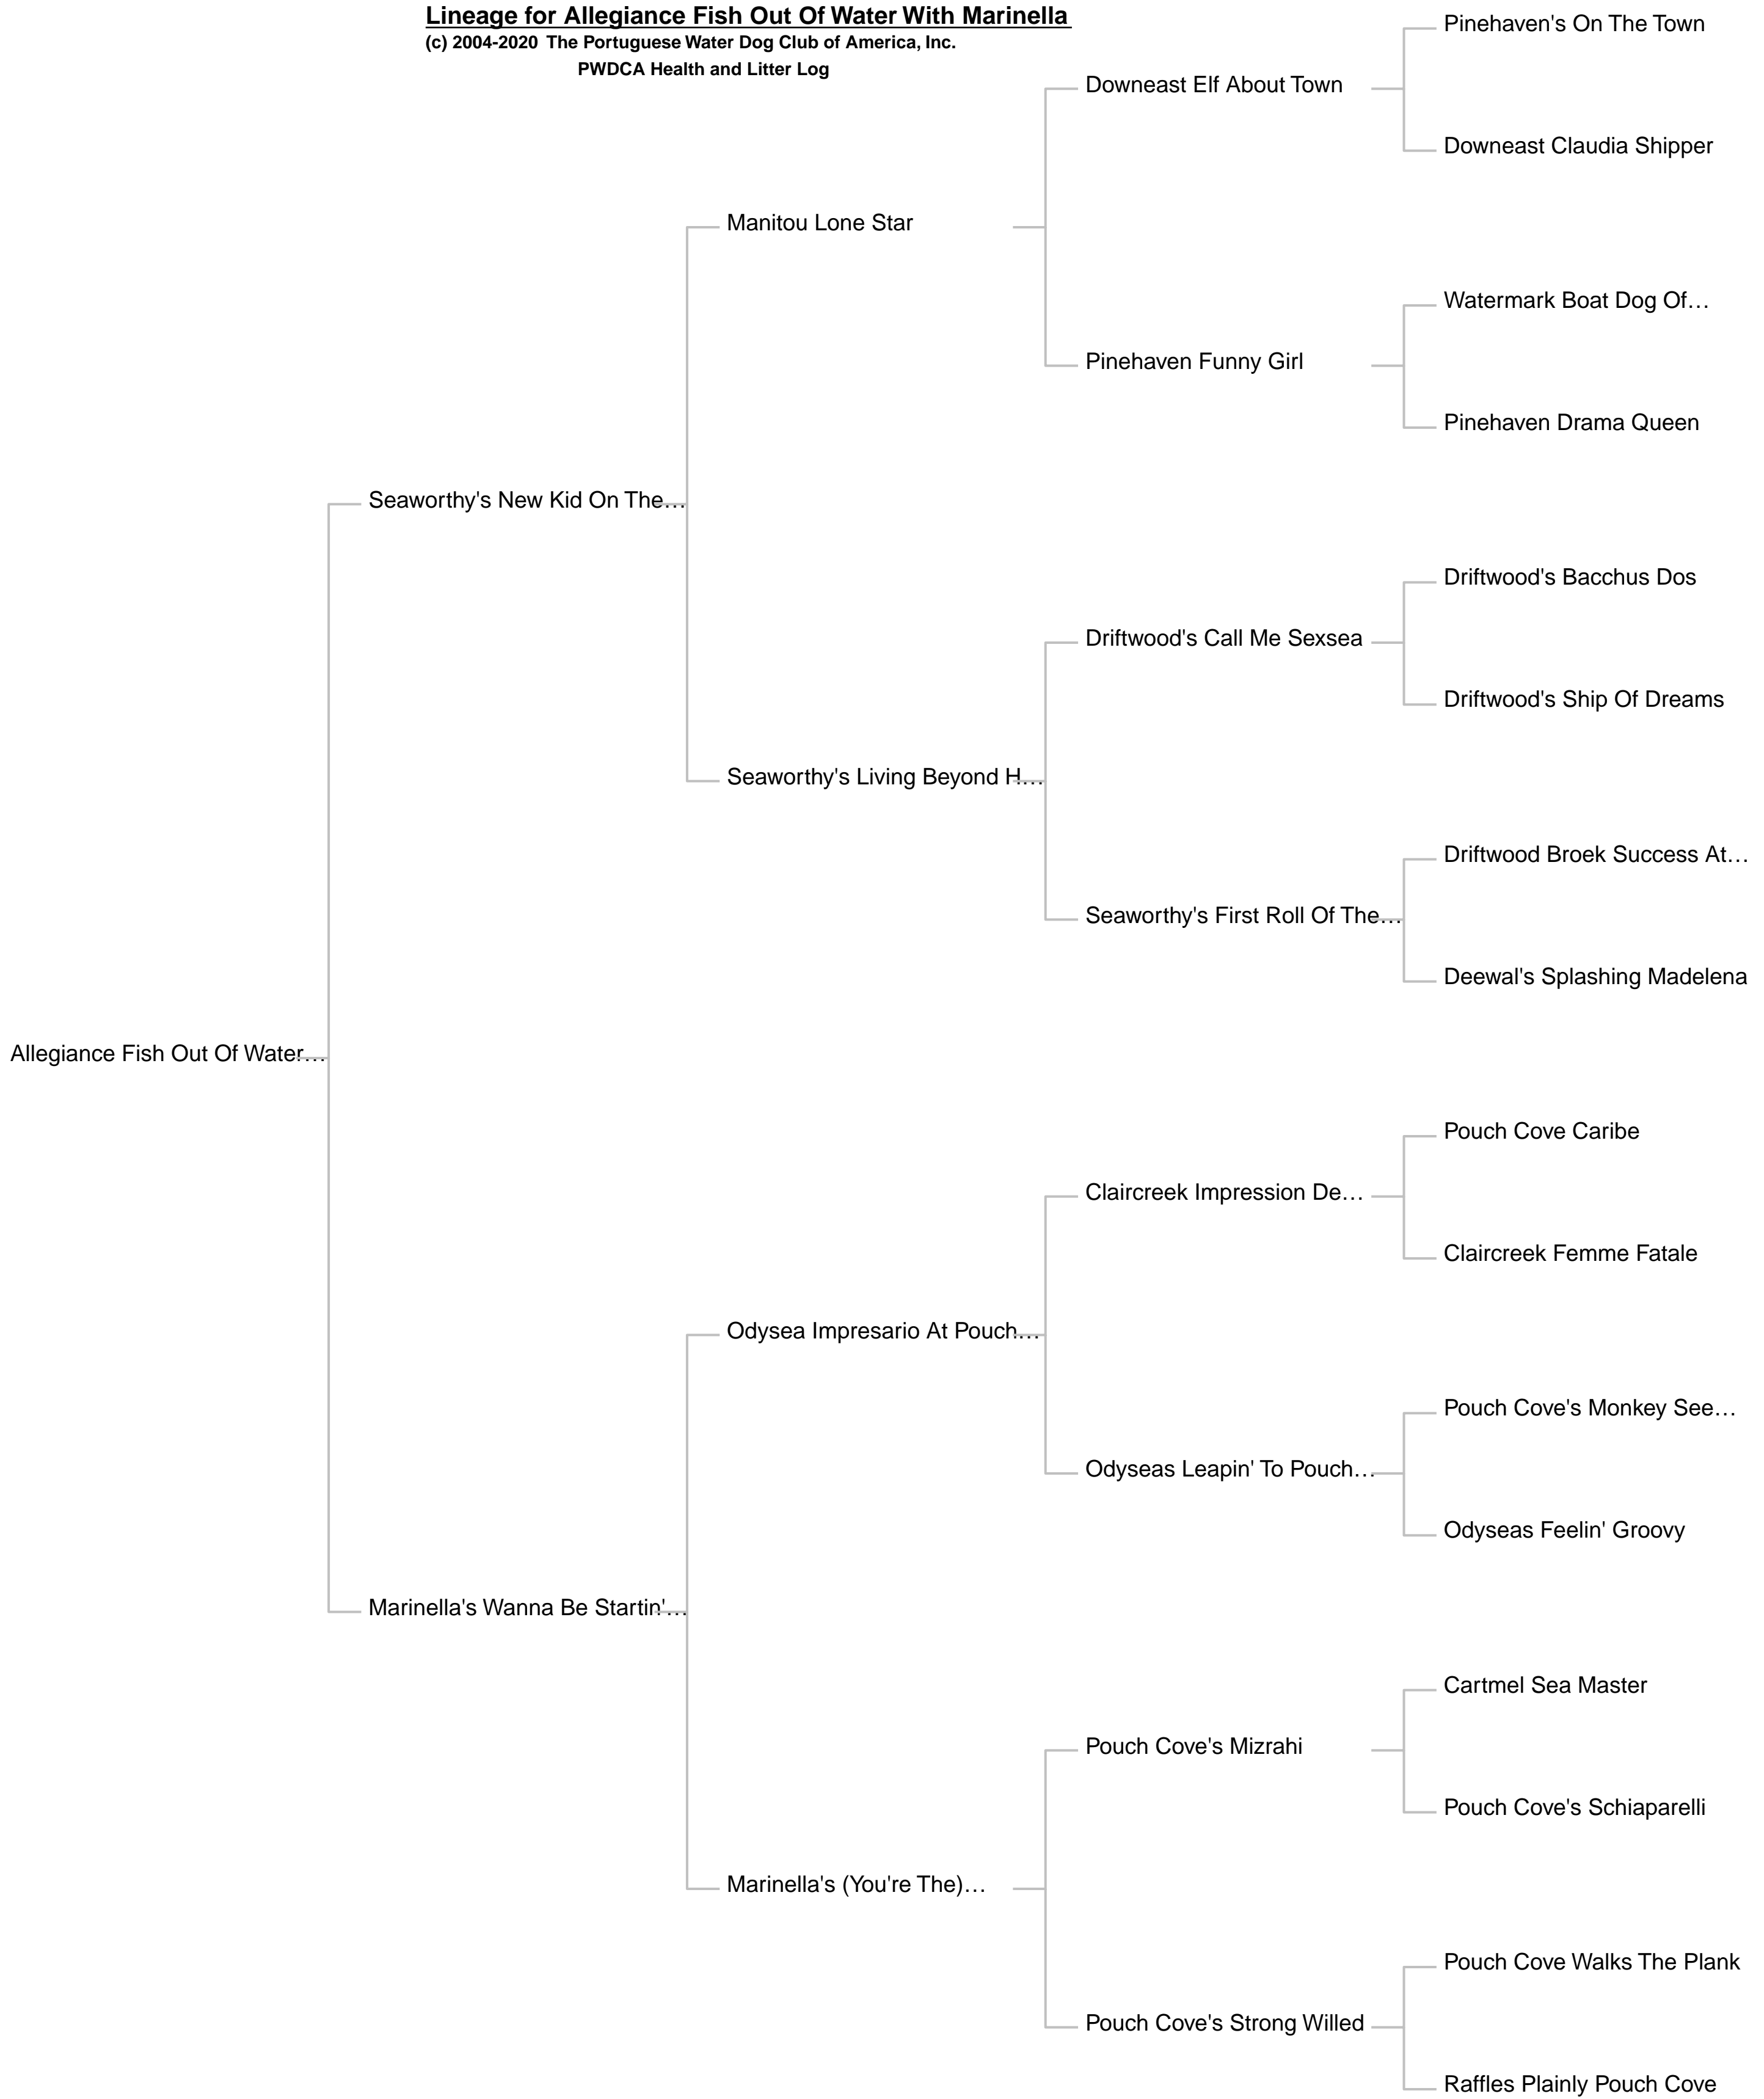 Lineage for Allegiance Fish Out Of Water With Marinella
(c) 2004-2020 The Portuguese Water Dog Club of America, Inc.
PWDCA Health and Litter Log
Pinehaven's On The Town
Downeast Elf About Town
Downeast Claudia Shipper
Manitou Lone Star
Watermark Boat Dog Of…
Pinehaven Funny Girl
Pinehaven Drama Queen
Seaworthy's New Kid On The…
Driftwood's Bacchus Dos
Driftwood's Call Me Sexsea
Driftwood's Ship Of Dreams
Seaworthy's Living Beyond H…
Driftwood Broek Success At…
Seaworthy's First Roll Of The…
Deewal's Splashing Madelena
Allegiance Fish Out Of Water…
Pouch Cove Caribe
Claircreek Impression De…
Claircreek Femme Fatale
Odysea Impresario At Pouch…
Pouch Cove's Monkey See…
Odyseas Leapin' To Pouch…
Odyseas Feelin' Groovy
Marinella's Wanna Be Startin'…
Cartmel Sea Master
Pouch Cove's Mizrahi
Pouch Cove's Schiaparelli
Marinella's (You're The)…
Pouch Cove Walks The Plank
Pouch Cove's Strong Willed
Raffles Plainly Pouch Cove